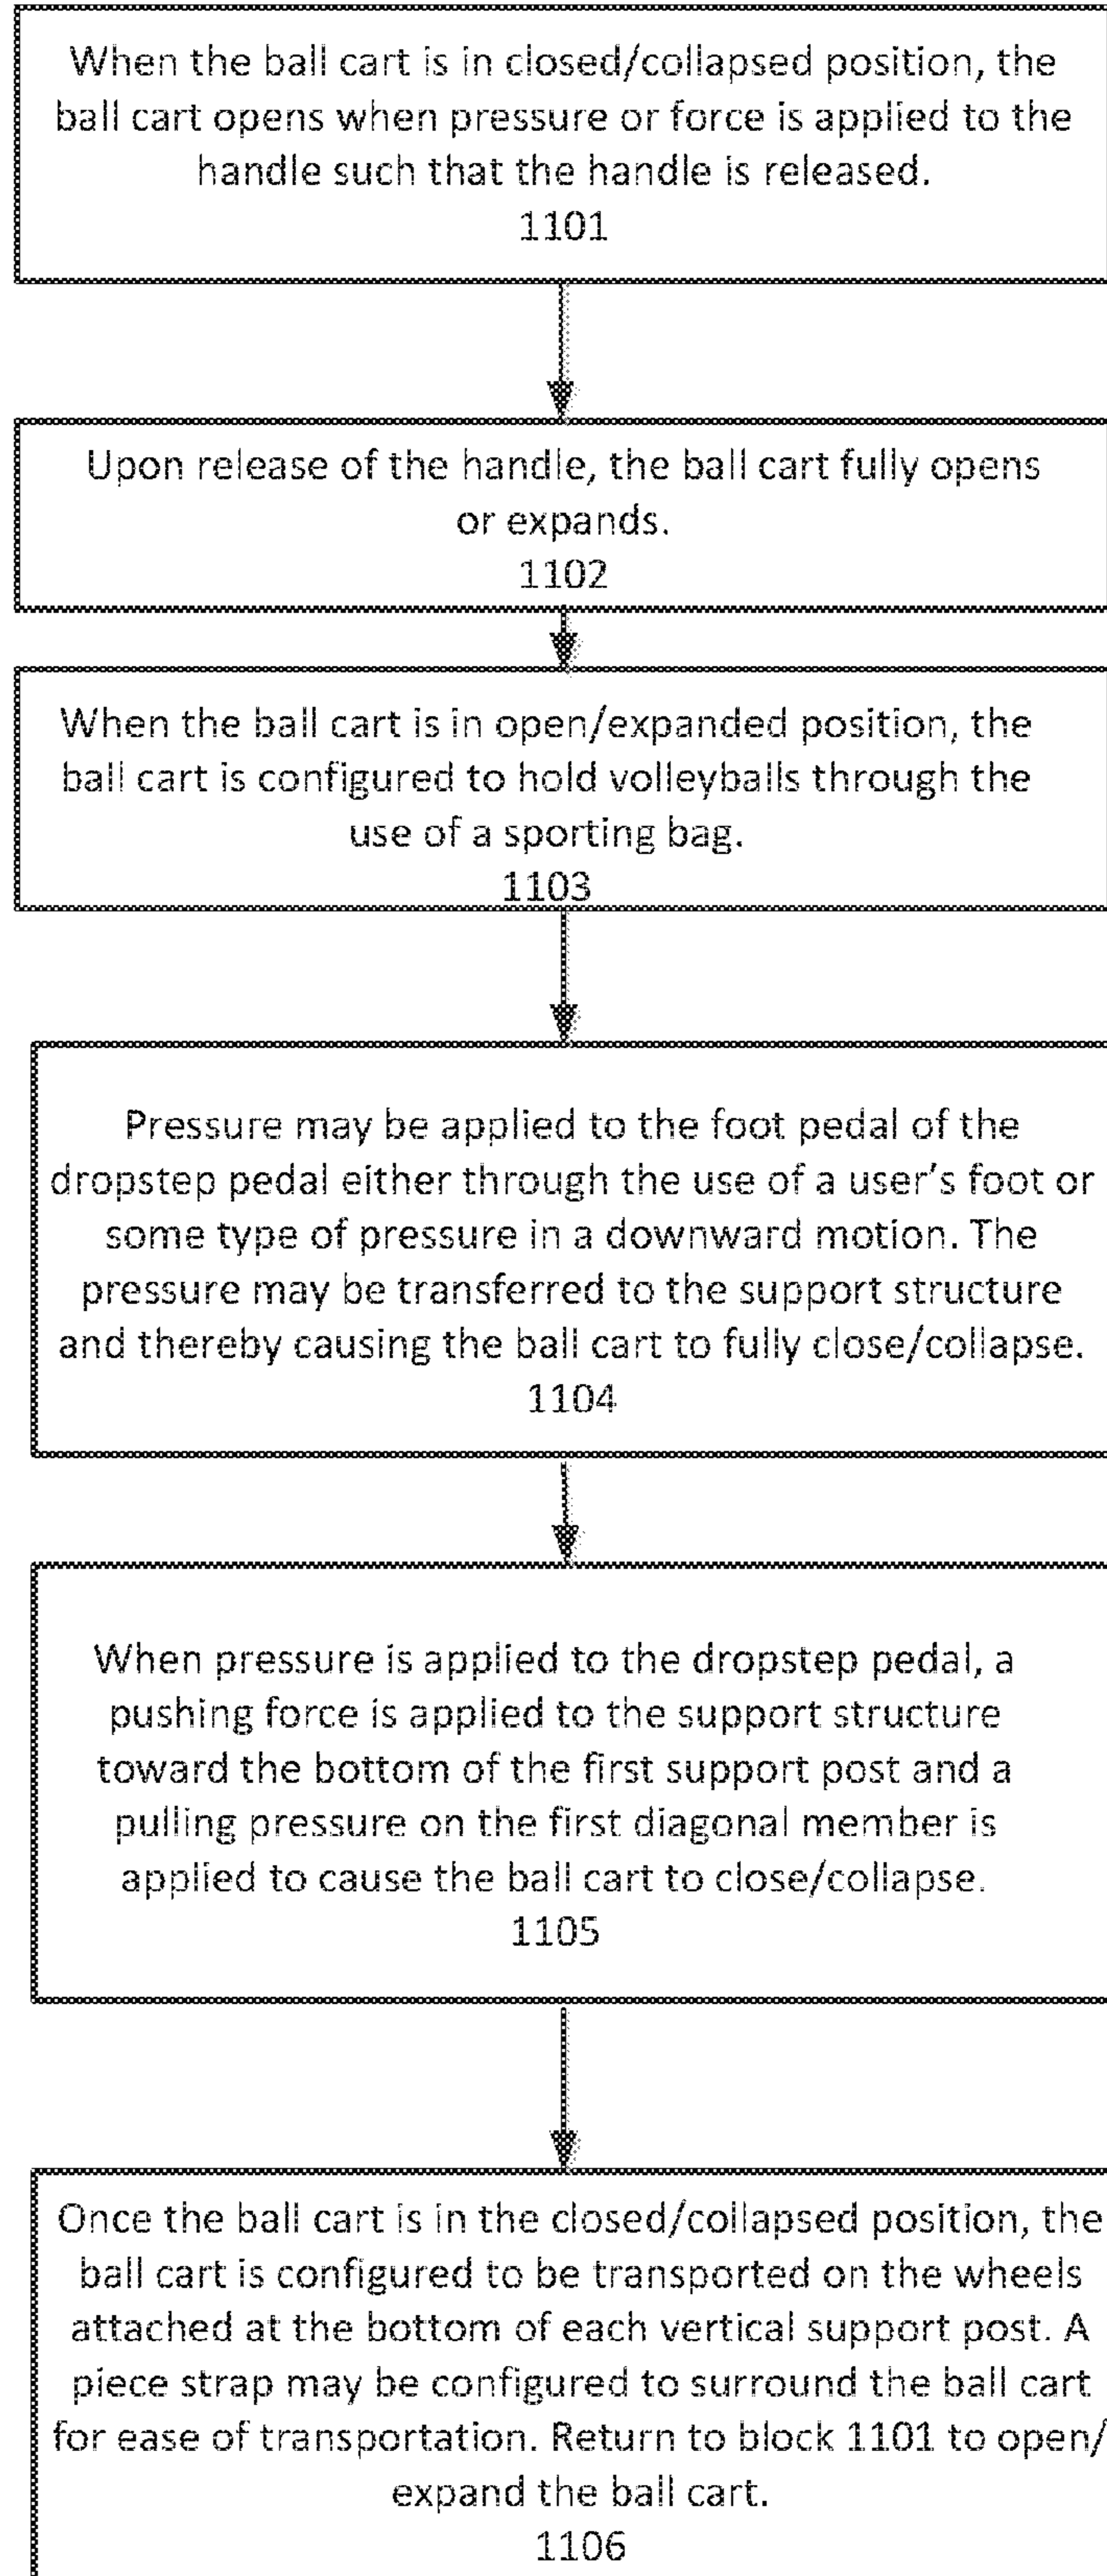 When the ball cart is in closed/collapsed position, the
ball cart opens when pressure or force is applied to the
handle such that the handle is released.
1101
Upon release of the handle, the ball cart fully opens
or expands.
1102
When the ball cart is in open/expanded position, the
ball cart is configured to hold volleyballs through the
use of a sporting bag.
1103
Pressure may be applied to the foot pedal of the
dropstep pedal either through the use of a user's foot or
some type of pressure in a downward motion. The
pressure may be transferred to the support structure
and thereby causing the ball cart to fully close/collapse.
1104
When pressure is applied to the dropstep pedal, a
pushing force is applied to the support structure
toward the bottom of the first support post and a
pulling pressure on the first diagonal member is
applied to cause the ball cart to close/collapse.
1105
Once the ball cart is in the closed/collapsed position, the
ball cart is configured to be transported on the wheels
attached at the bottom of each vertical support post. A
piece strap may be configured to surround the ball cart
for ease of transportation. Return to block 1101 to open/
expand the ball cart.
1106